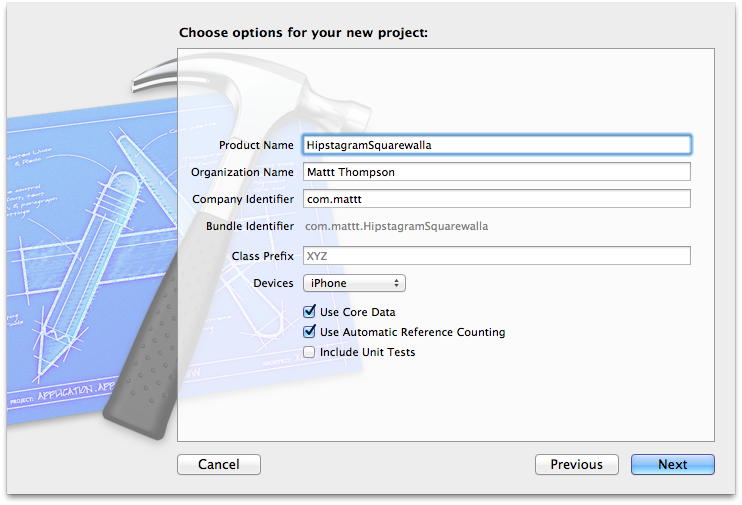 Choose options for your new project:
Product Name HipstagramSquarewalla
Organization Name Mattt Thompson
Company Identifier com.mattt
Bundle Identifier com.mattt.HipstagramSquarewalla
Class Prefix XYZ
Devices iPhone
Use Core Data
Use Automatic Reference Counting
Include Unit Tests
PROJECT: APPLICATION.APP
Cancel Previous Next